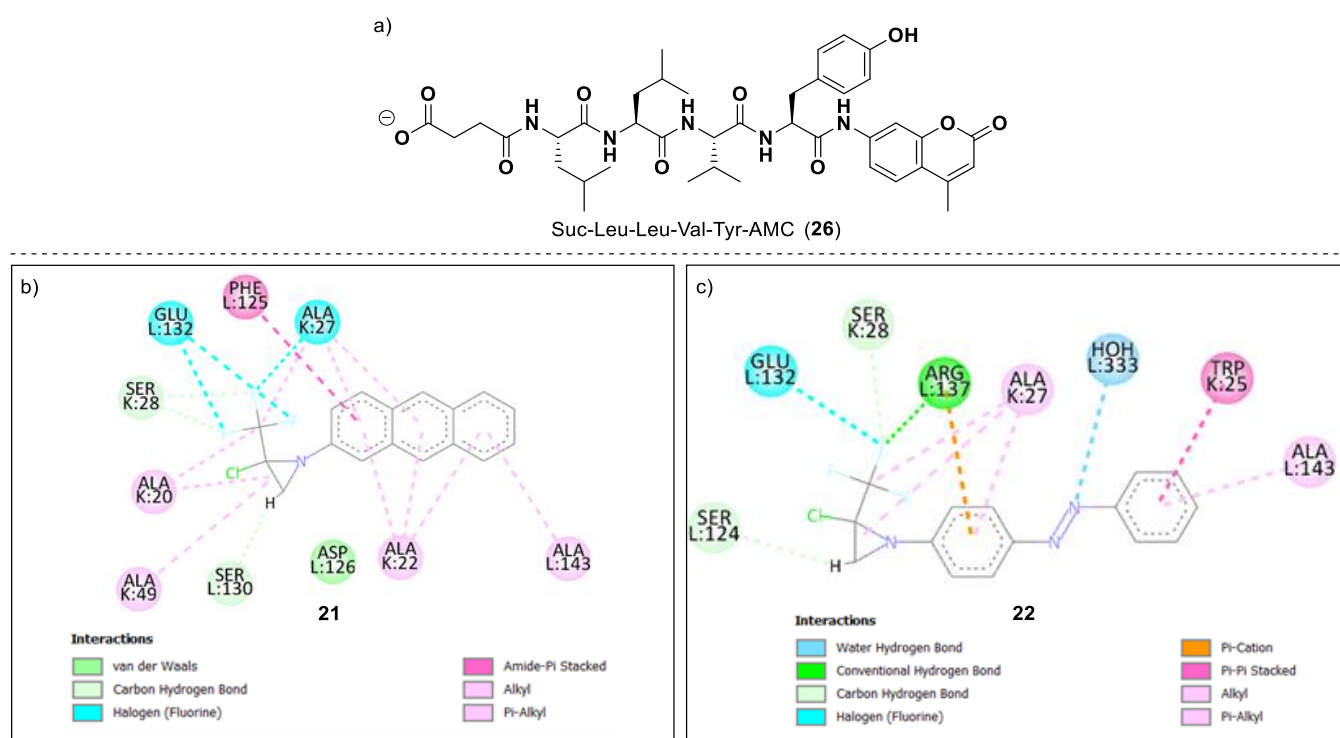 a)
OH
O
H
N
O
H
N
O
H
N
O
⊖
O
O
N
H
O
N
H
O
O
O
Suc-Leu-Leu-Val-Tyr-AMC (26)
b)
PHE
L:125
GLU
L:132
ALA
K:27
SER
K:28
Cl
N
H
ALA
K:20
ALA
K:49
SER
L:130
ASP
L:126
ALA
K:22
ALA
L:143
21
Interactions
van der Waals
Carbon Hydrogen Bond
Halogen (Fluorine)
Amide-Pi Stacked
Alkyl
Pi-Alkyl
c)
SER
K:28
GLU
L:132
ARG
L:137
ALA
K:27
HOH
L:333
TRP
K:25
ALA
L:143
SER
L:124
Cl
N
H
N
N
22
Interactions
Water Hydrogen Bond
Conventional Hydrogen Bond
Carbon Hydrogen Bond
Halogen (Fluorine)
Pi-Cation
Pi-Pi Stacked
Alkyl
Pi-Alkyl